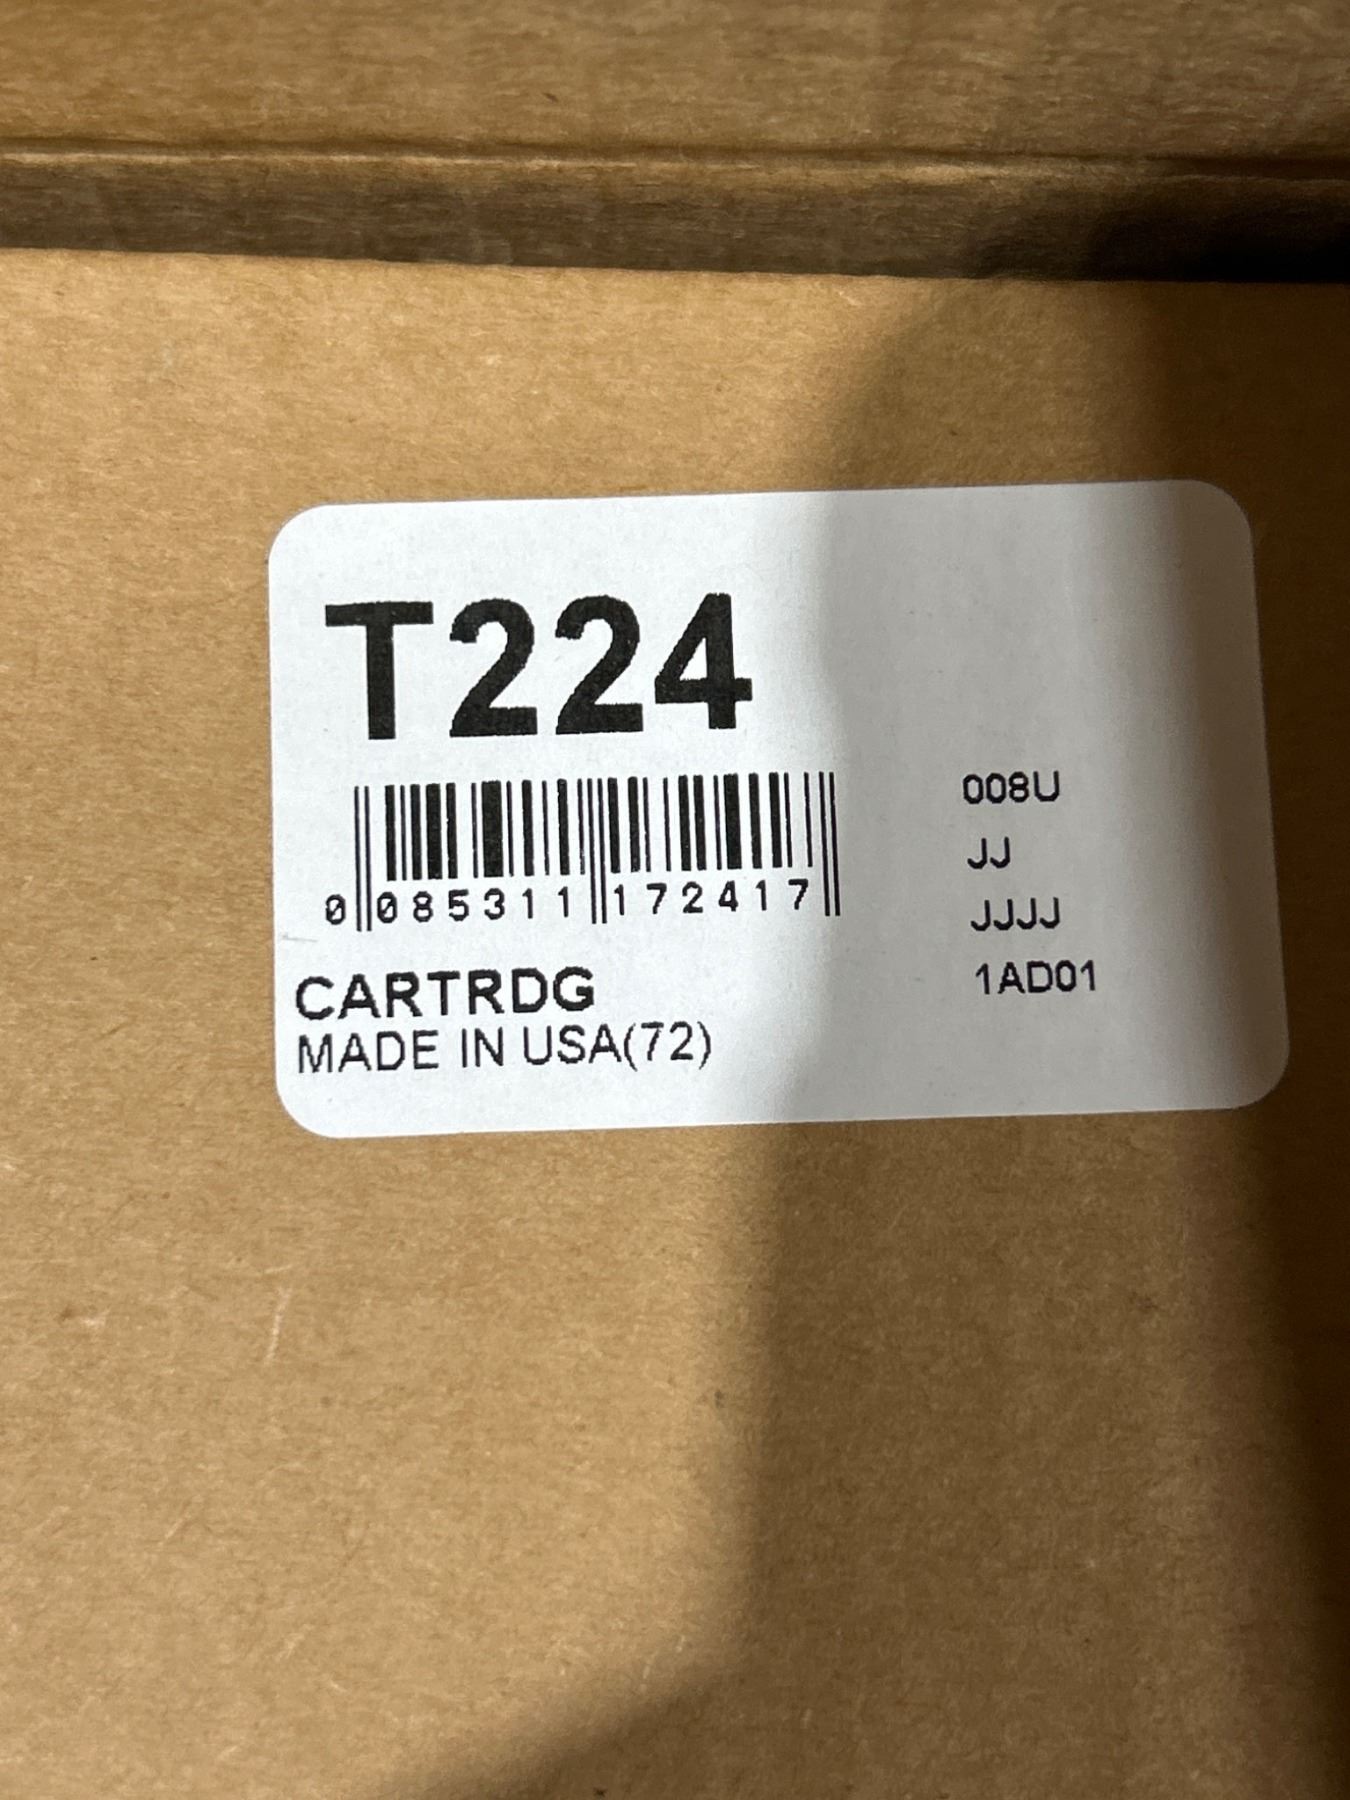 T224
0 085311 172417
CARTRDG
MADE IN USA(72)
008U
JJ
JJJJ
1AD01